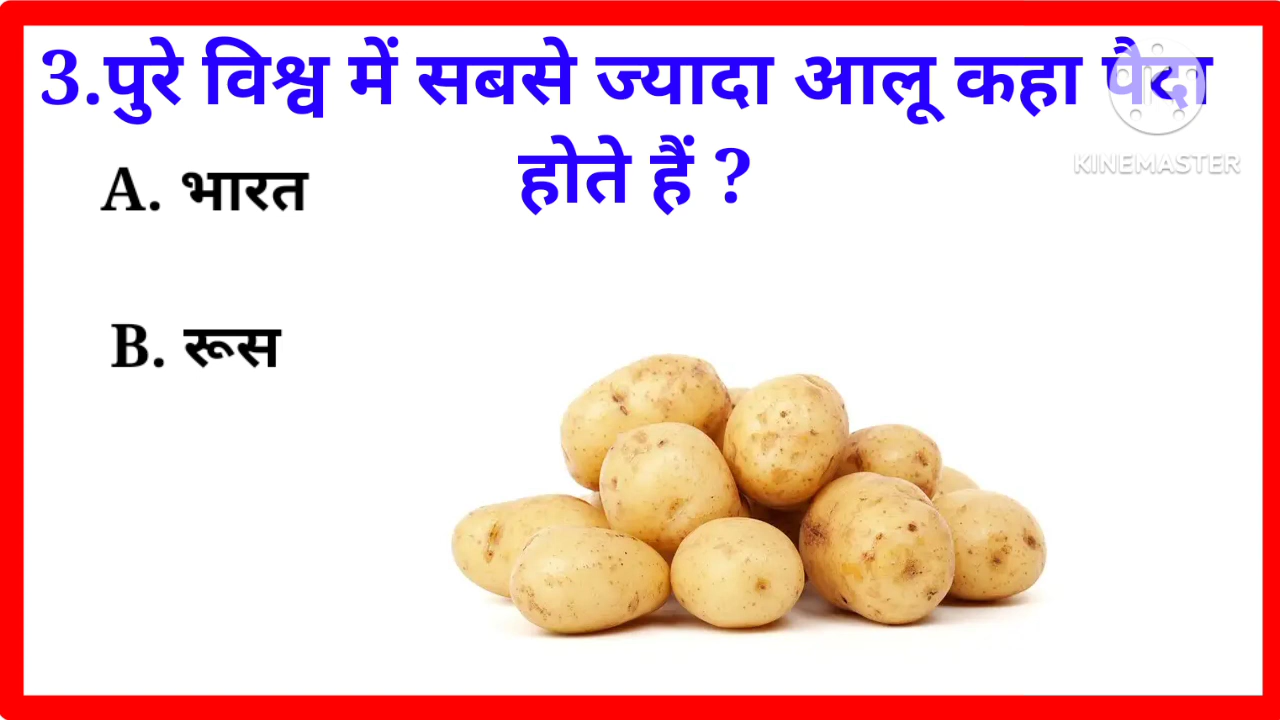 3.पुरे विश्व में सबसे ज्यादा आलू कहा पैदा
होते हैं ?
A. भारत
B. रूस
KINEMASTER